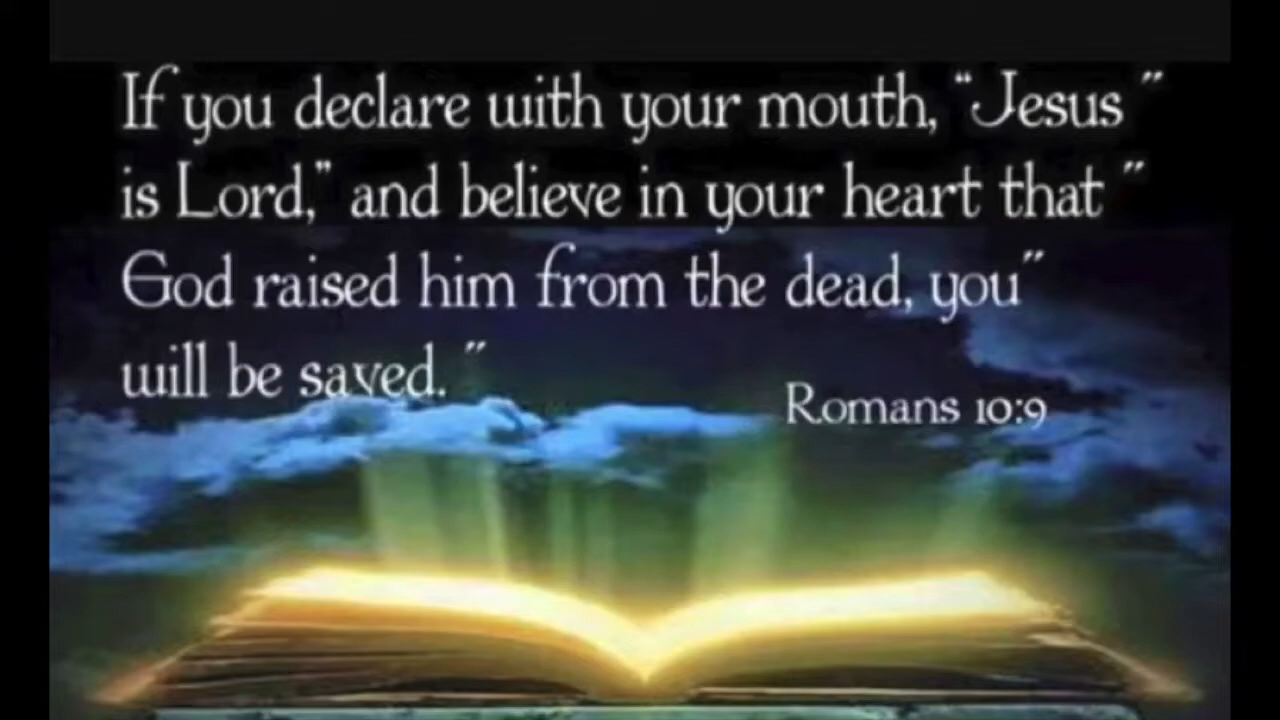 If you declare with your mouth, “Jesus ”
is Lord,” and believe in your heart that ”
God raised him from the dead, you”
will be saved. ”
Romans 10:9